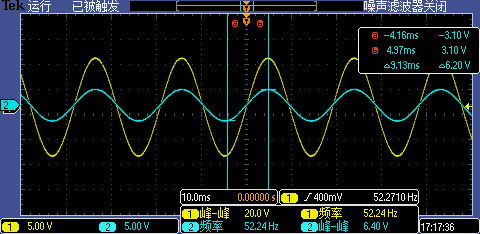 Tek 运行 已被触发 噪声滤波器关闭
a -4.16ms -3.10 V
b 4.97ms 3.10 V
△9.13ms △6.20 V
2
10.0ms 0.00000 s 1 400mV 52.2710 Hz
1 峰-峰 20.0 V 1 频率 52.24 Hz
2 频率 52.24 Hz 2 峰-峰 6.40 V
1 5.00 V 2 5.00 V 17:17:36